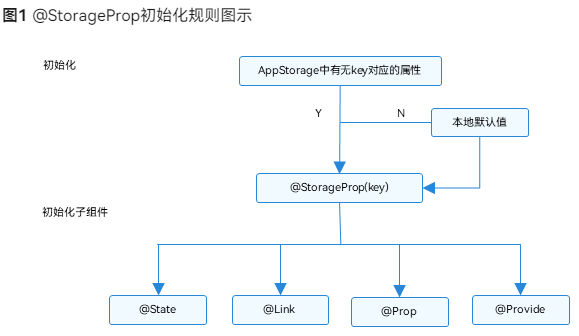 图1 @StorageProp初始化规则图示
初始化
AppStorage中有无key对应的属性
Y
N
本地默认值
@StorageProp(key)
初始化子组件
@State
@Link
@Prop
@Provide